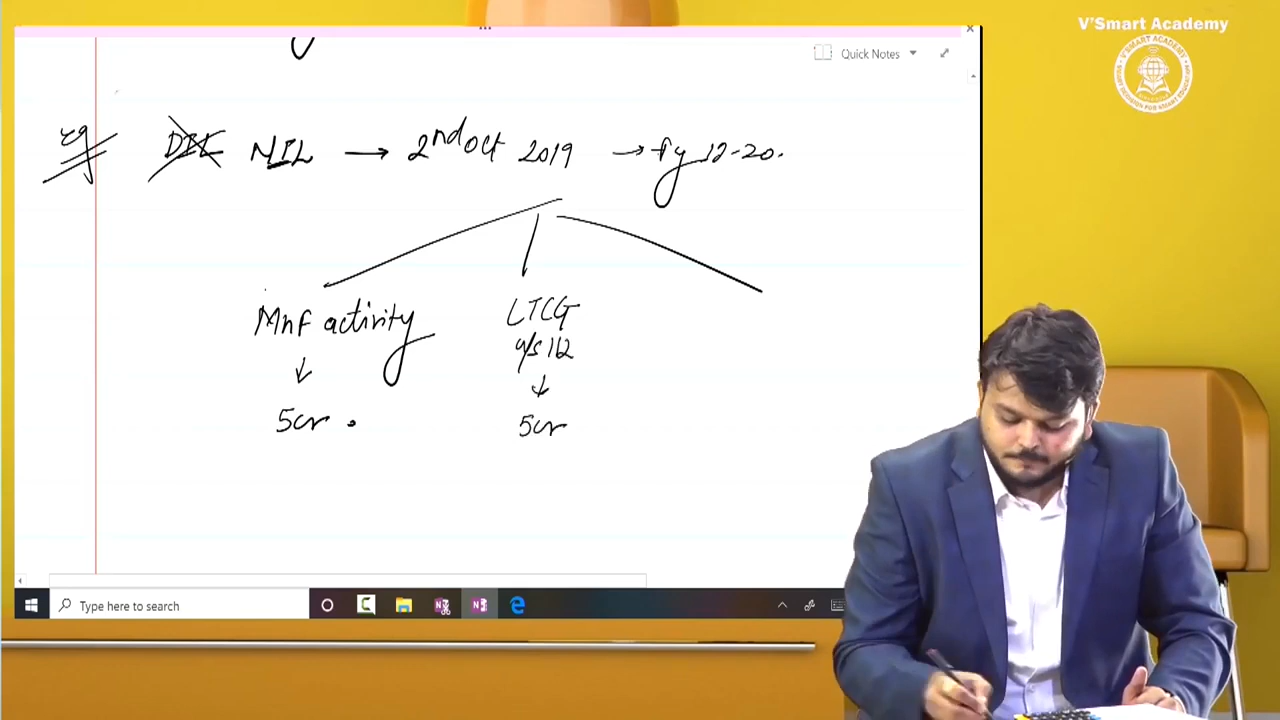 V'Smart Academy
Quick Notes
eg DIL NIL → 2nd Oct 2019 → fy 19-20.
Mnf activity
LTCG
u/s 112
↓
↓
5cr
5cr
Type here to search